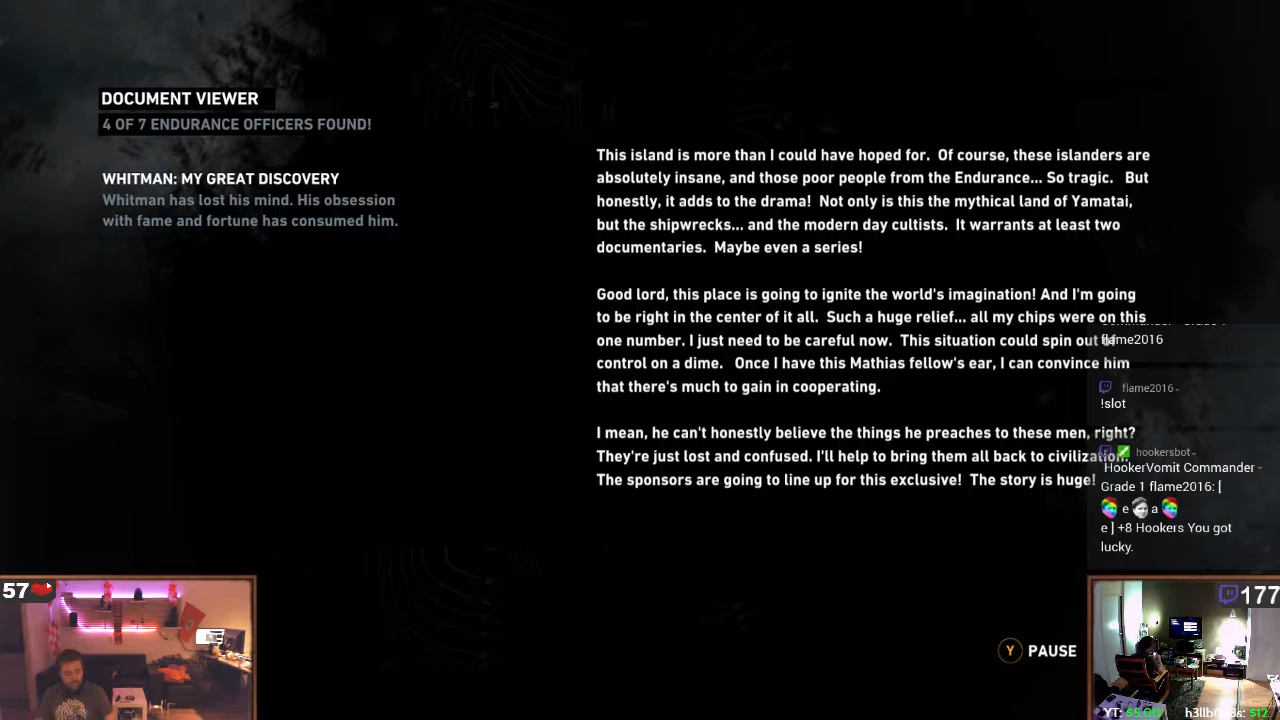 DOCUMENT VIEWER
4 OF 7 ENDURANCE OFFICERS FOUND!
WHITMAN: MY GREAT DISCOVERY
Whitman has lost his mind. His obsession
with fame and fortune has consumed him.
This island is more than I could have hoped for. Of course, these islanders are
absolutely insane, and those poor people from the Endurance... So tragic. But
honestly, it adds to the drama! Not only is this the mythical land of Yamatai,
but the shipwrecks... and the modern day cultists. It warrants at least two
documentaries. Maybe even a series!
Good lord, this place is going to ignite the world's imagination! And I'm going
to be right in the center of it all. Such a huge relief... all my chips were on this
one number. I just need to be careful now. This situation could spin out of
control on a dime. Once I have this Mathias fellow's ear, I can convince him
that there's much to gain in cooperating.
I mean, he can't honestly believe the things he preaches to these men, right?
They're just lost and confused. I'll help to bring them all back to civilization.
The sponsors are going to line up for this exclusive! The story is huge!
flame2016
flame2016 -
!slot
hookersbot -
HookerVomit Commander -
Grade 1 flame2016: [
e a
e ] +8 Hookers You got
lucky.
57
177
Y PAUSE
YT: $5.00